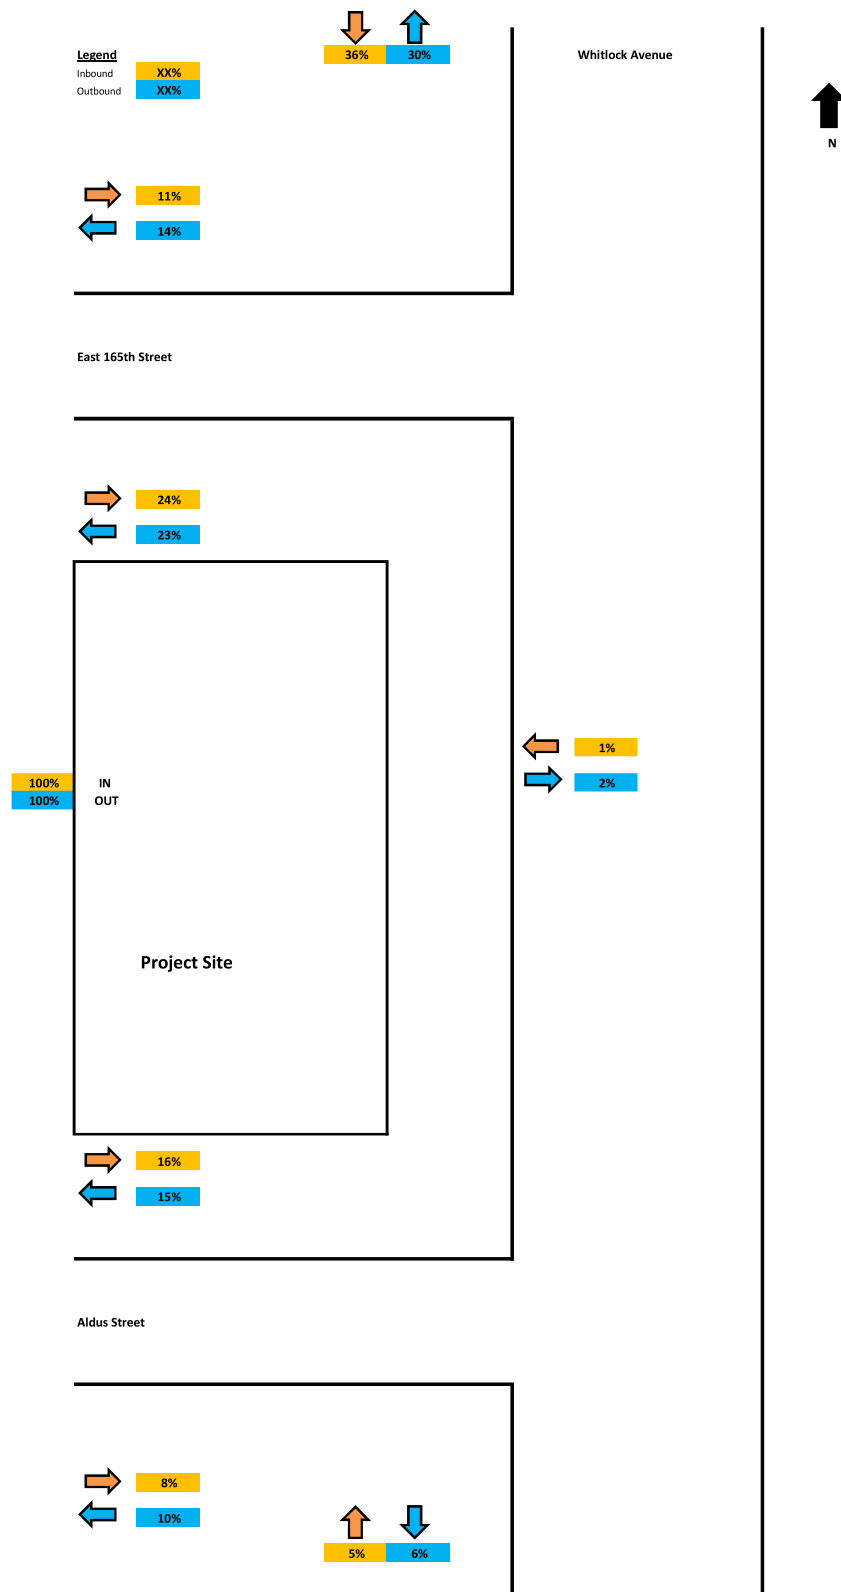 36% 30%
Legend
Whitlock Avenue
Inbound XX%
Outbound XX%
N
11%
14%
East 165th Street
24%
23%
1%
100% IN
2%
100% OUT
Project Site
16%
15%
Aldus Street
8%
10%
5% 6%